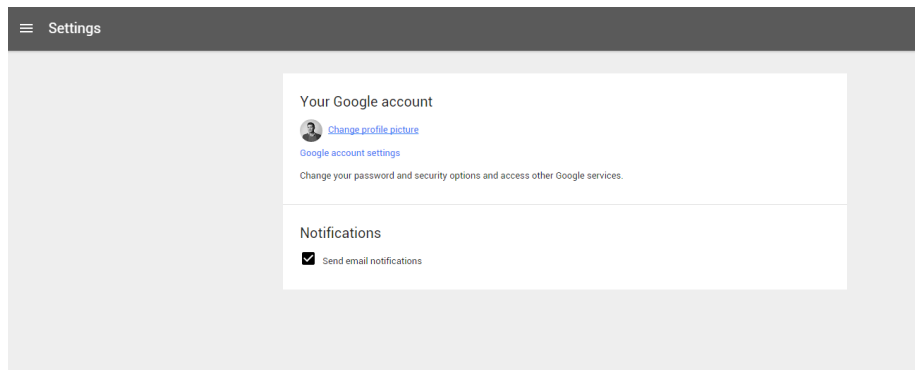 Settings
Your Google account
Change profile picture
Google account settings
Change your password and security options and access other Google services.
Notifications
Send email notifications